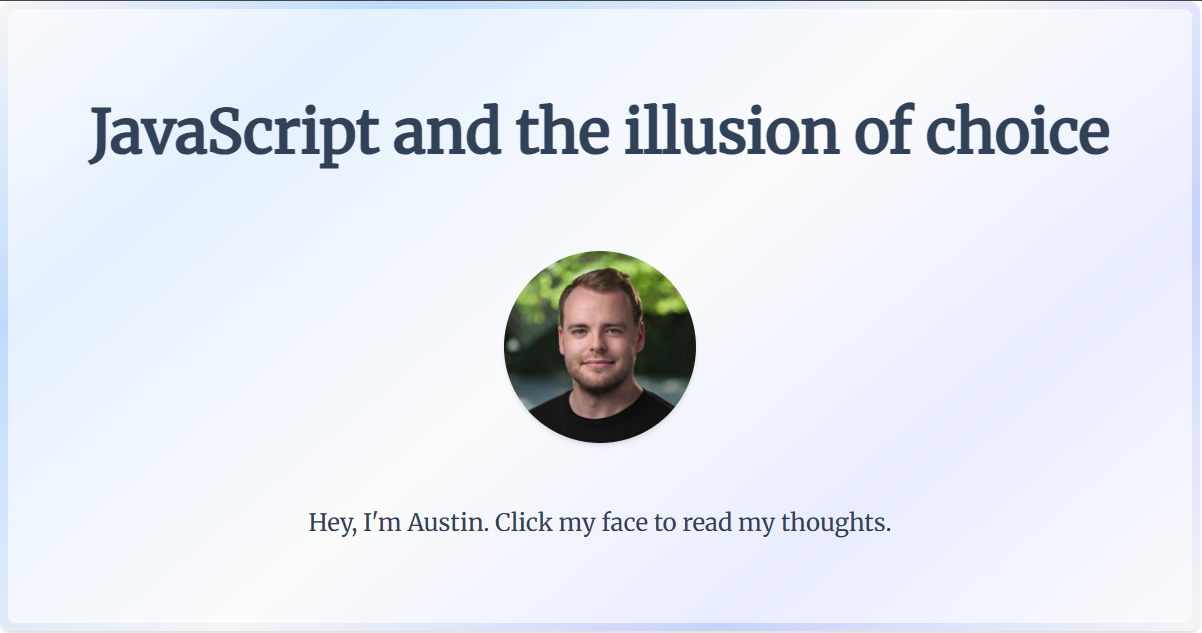 JavaScript and the illusion of choice
Hey, I'm Austin. Click my face to read my thoughts.